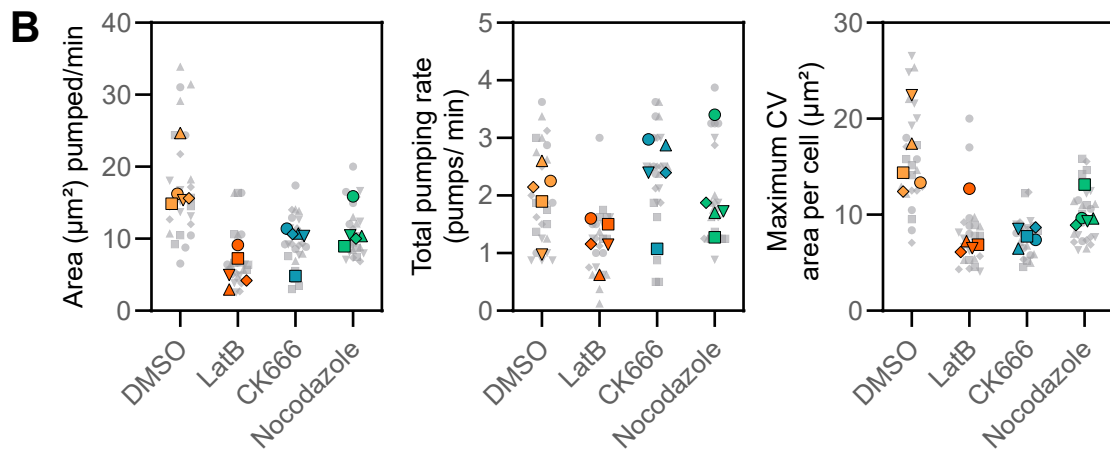 B
Area (µm²) pumped/min
40
30
20
10
0
DMSO
LatB
CK666
Nocodazole
Total pumping rate
(pumps/ min)
5
4
3
2
1
0
DMSO
LatB
CK666
Nocodazole
Maximum CV
area per cell (µm²)
30
20
10
0
DMSO
LatB
CK666
Nocodazole